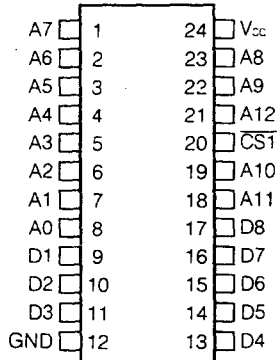 A7 1 24 Vcc
A6 2 23 A8
A5 3 22 A9
A4 4 21 A12
A3 5 20 C̅S̅1̅
A2 6 19 A10
A1 7 18 A11
A0 8 17 D8
D1 9 16 D7
D2 10 15 D6
D3 11 14 D5
GND 12 13 D4